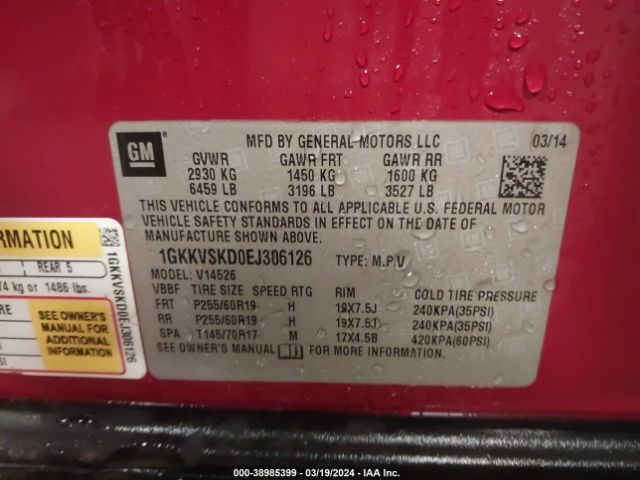 GM
MFD BY GENERAL MOTORS LLC 03/14
GVWR GAWR FRT GAWR RR
2930 KG 1450 KG 1600 KG
6459 LB 3196 LB 3527 LB
THIS VEHICLE CONFORMS TO ALL APPLICABLE U.S. FEDERAL MOTOR
VEHICLE SAFETY STANDARDS IN EFFECT ON THE DATE OF
MANUFACTURE SHOWN ABOVE.
1GKKVSKD0EJ306126 TYPE: M.P.V
MODEL: V14526
VBBF TIRE SIZE SPEED RTG RIM COLD TIRE PRESSURE
FRT P255/60R19 H 19X7.5J 240KPA(35PSI)
RR P255/60R19 H 19X7.5J 240KPA(35PSI)
SPA T145/70R17 M 17X4.5B 420KPA(60PSI)
SEE OWNER'S MANUAL FOR MORE INFORMATION.
REAR 5
kg or 1486 lbs.
SEE OWNER'S
MANUAL FOR
ADDITIONAL
INFORMATION
1GKKVSKD0EJ306126
000-38985399 - 03/19/2024 - IAA Inc.